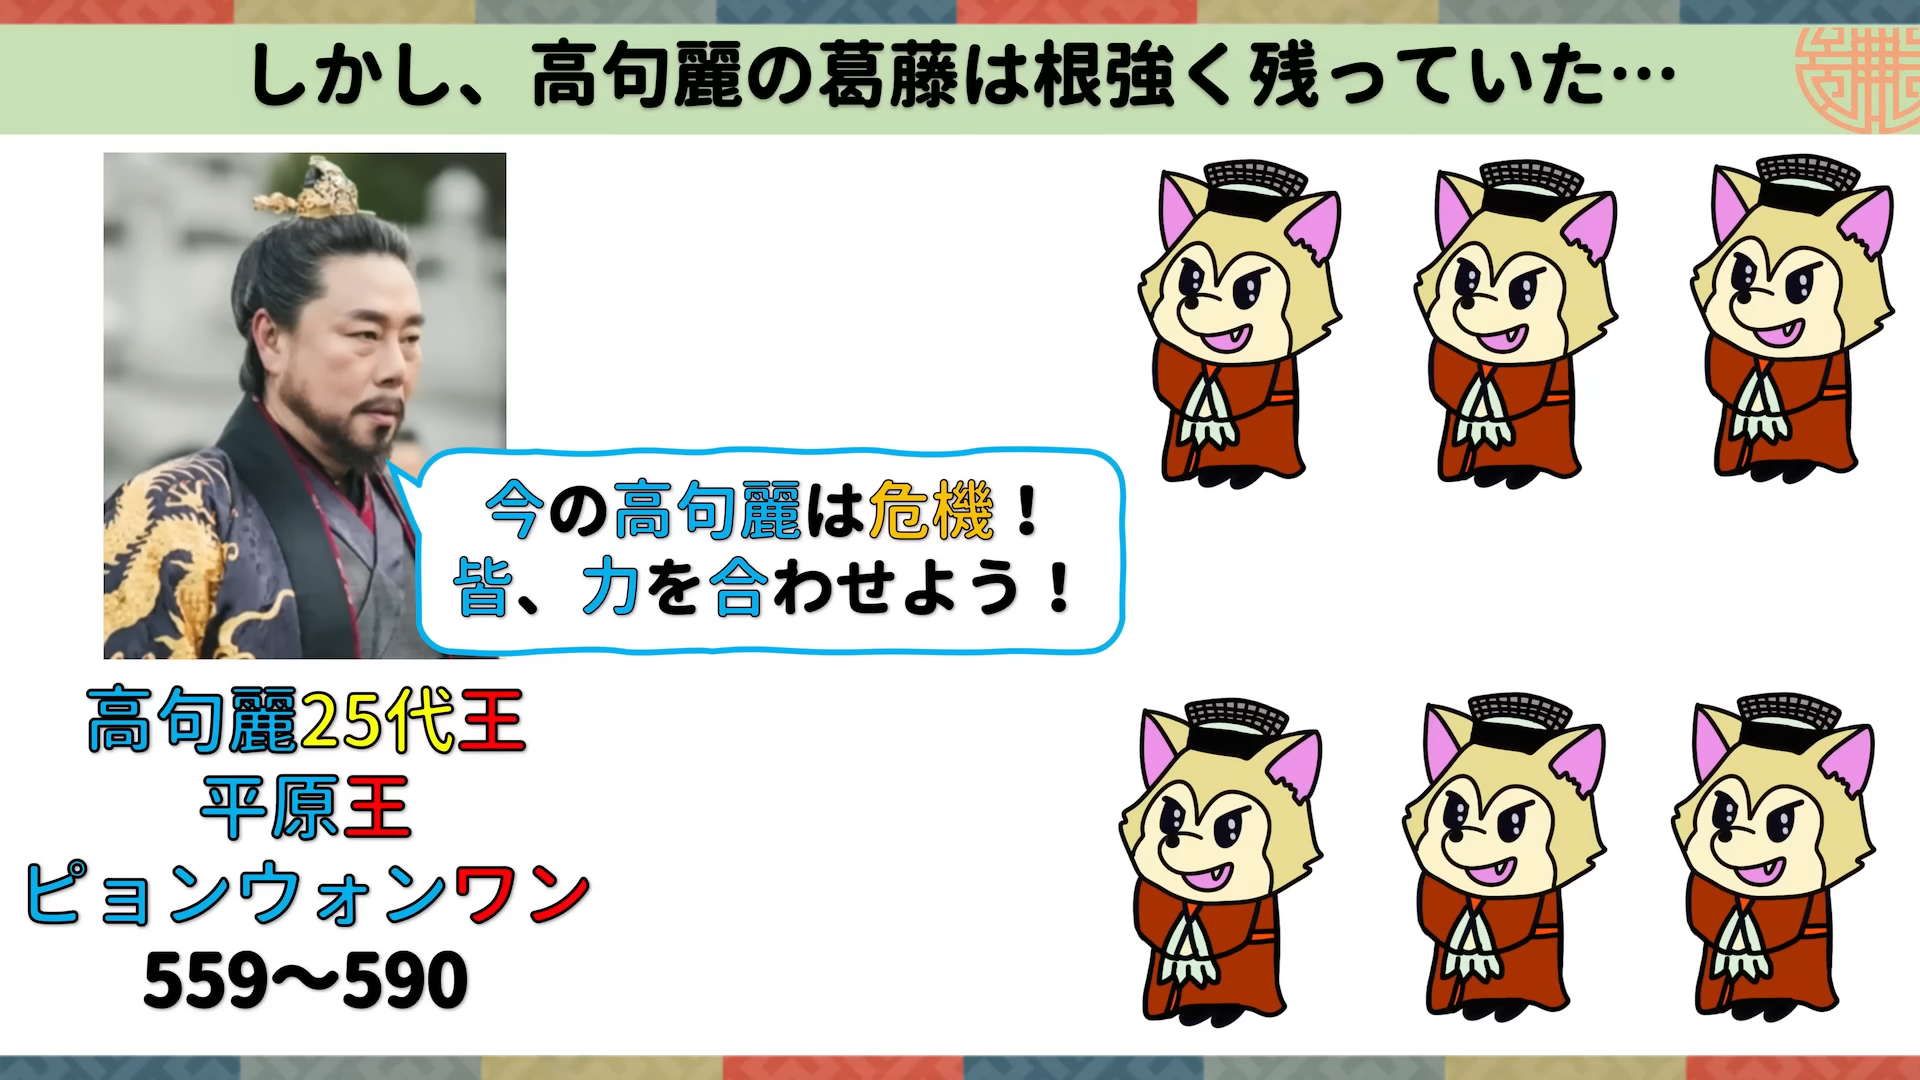 しかし、高句麗の葛藤は根強く残っていた…
今の高句麗は危機！
皆、力を合わせよう！
高句麗25代王
平原王
ピョンウォンワン
559～590